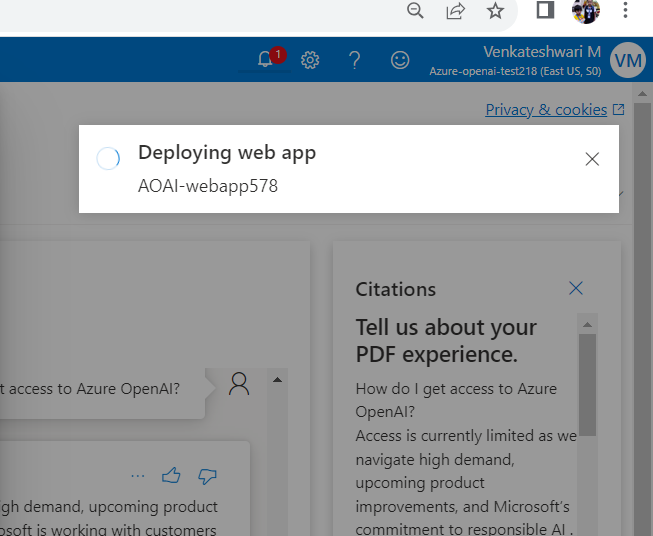 1
Venkateshwari M
Azure-openai-test218 (East US, S0)
VM
Privacy & cookies
Deploying web app
AOAI-webapp578
t access to Azure OpenAI?
igh demand, upcoming product
osoft is working with customers
Citations
Tell us about your
PDF experience.
How do I get access to Azure
OpenAI?
Access is currently limited as we
navigate high demand,
upcoming product
improvements, and Microsoft's
commitment to responsible AI .